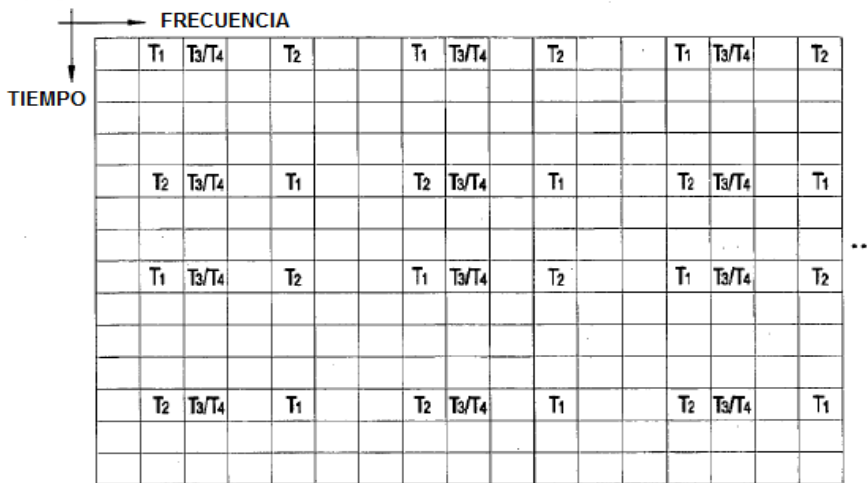 FRECUENCIA
TIEMPO
T1 T3/T4 T2 T1 T3/T4 T2 T1 T3/T4 T2
T2 T3/T4 T1 T2 T3/T4 T1 T2 T3/T4 T1
..
T1 T3/T4 T2 T1 T3/T4 T2 T1 T3/T4 T2
T2 T3/T4 T1 T2 T3/T4 T1 T2 T3/T4 T1